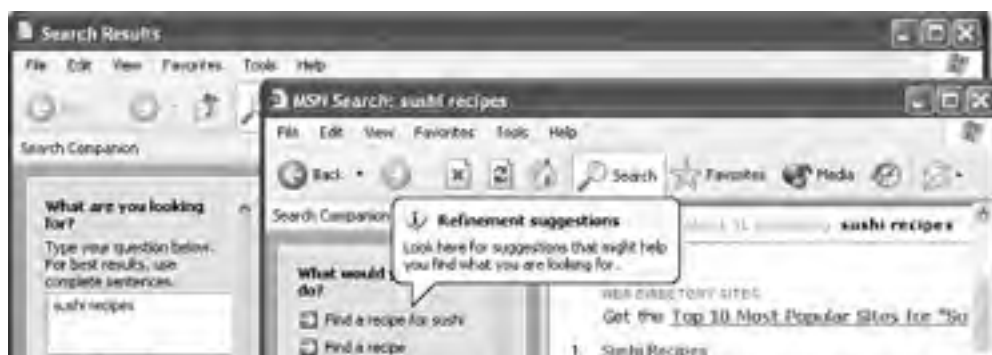 Search Results
File Edit View Favorites Tools Help
Search Companion
What are you looking for?
Type your question below.
For best results, use
complete sentences.
sushi recipes
MSN Search: sushi recipes
File Edit View Favorites Tools Help
Back Search Favorites Media
Search Companion
Refinement suggestions
Look here for suggestions that might help
you find what you are looking for.
What would
do?
Find a recipe for sushi
Find a recipe
sushi recipes
WEB DIRECTORY SITES
Get the Top 10 Most Popular Sites for "Su
1. Sushi Recipes